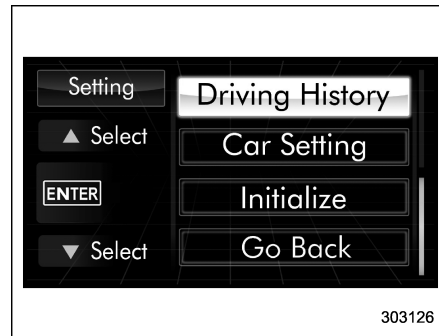 Setting
▲ Select
ENTER
▼ Select
Driving History
Car Setting
Initialize
Go Back
303126